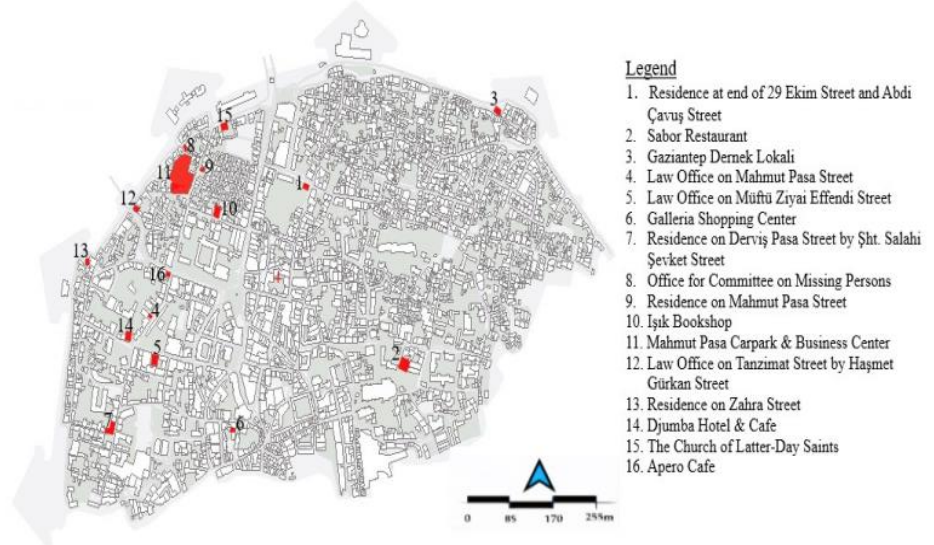 3
15
8
9
11
1
12
10
13
16
4
14
5
2
7
6
0 85 170 255m
Legend
1. Residence at end of 29 Ekim Street and Abdi
Çavuş Street
2. Sabor Restaurant
3. Gaziantep Dernek Lokali
4. Law Office on Mahmut Pasa Street
5. Law Office on Müftü Ziyai Effendi Street
6. Galleria Shopping Center
7. Residence on Derviş Pasa Street by Şht. Salahi
Şevket Street
8. Office for Committee on Missing Persons
9. Residence on Mahmut Pasa Street
10. Işık Bookshop
11. Mahmut Pasa Carpark & Business Center
12. Law Office on Tanzimat Street by Haşmet
Gürkan Street
13. Residence on Zahra Street
14. Djumba Hotel & Cafe
15. The Church of Latter-Day Saints
16. Apero Cafe